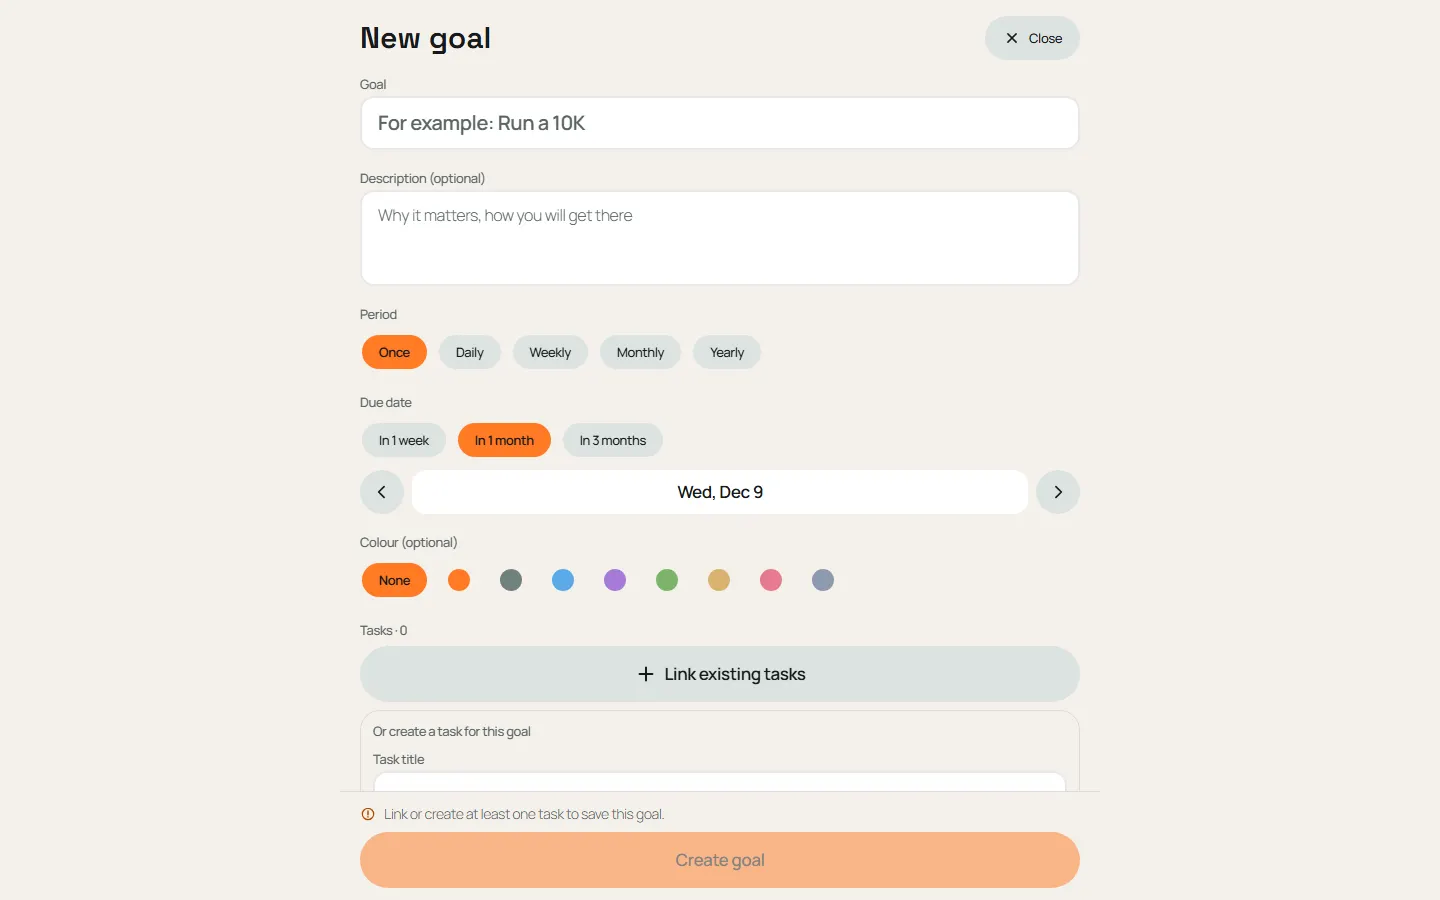 New goal
Close
Goal
For example: Run a 10K
Description (optional)
Why it matters, how you will get there
Period
Once
Daily
Weekly
Monthly
Yearly
Due date
In 1 week
In 1 month
In 3 months
Wed, Dec 9
Colour (optional)
None
Tasks · 0
Link existing tasks
Or create a task for this goal
Task title
Link or create at least one task to save this goal.
Create goal